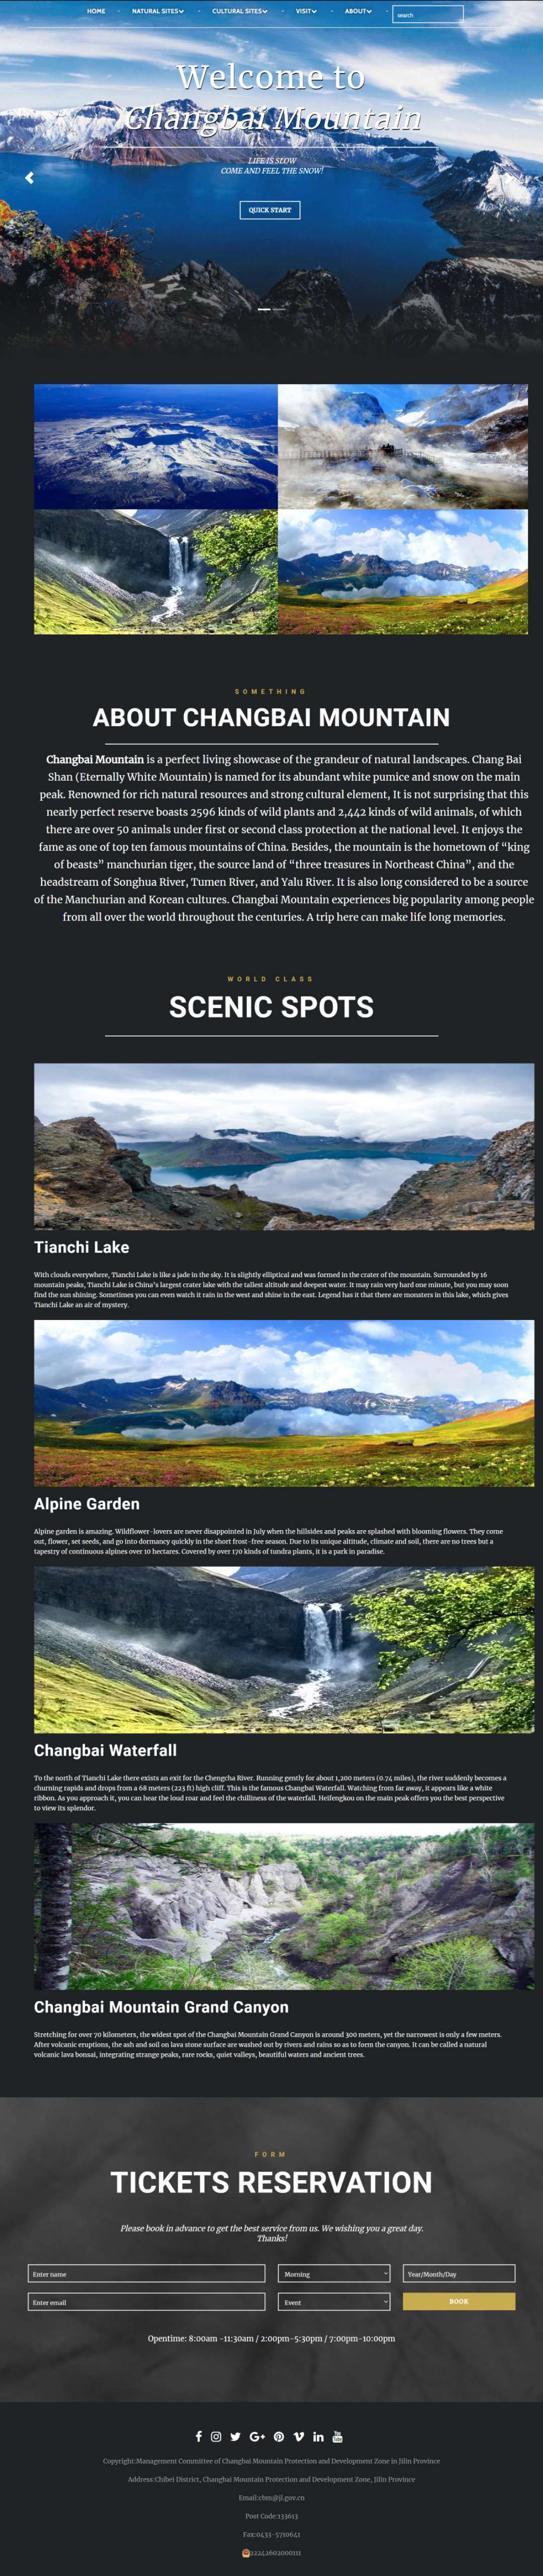 HOME - NATURAL SITES - CULTURAL SITES - VISIT - ABOUT - search
Welcome to
Changbai Mountain
LIFE IS SLOW
COME AND FEEL THE SNOW!
QUICK START
SOMETHING
ABOUT CHANGBAI MOUNTAIN
Changbai Mountain is a perfect living showcase of the grandeur of natural landscapes. Chang Bai
Shan (Eternally White Mountain) is named for its abundant white pumice and snow on the main
peak. Renowned for rich natural resources and strong cultural element, It is not surprising that this
nearly perfect reserve boasts 2596 kinds of wild plants and 2,442 kinds of wild animals, of which
there are over 50 animals under first or second class protection at the national level. It enjoys the
fame as one of top ten famous mountains of China. Besides, the mountain is the hometown of “king
of beasts” manchurian tiger, the source land of “three treasures in Northeast China”, and the
headstream of Songhua River, Tumen River, and Yalu River. It is also long considered to be a source
of the Manchurian and Korean cultures. Changbai Mountain experiences big popularity among people
from all over the world throughout the centuries. A trip here can make life long memories.
WORLD CLASS
SCENIC SPOTS
Tianchi Lake
With clouds everywhere, Tianchi Lake is like a jade in the sky. It is slightly elliptical and was formed in the crater of the mountain. Surrounded by 16
mountain peaks, Tianchi Lake is China's largest crater lake with the tallest altitude and deepest water. It may rain very hard one minute, but you may soon
find the sun shining. Sometimes you can even watch it rain in the west and shine in the east. Legend has it that there are monsters in this lake, which gives
Tianchi Lake an air of mystery.
Alpine Garden
Alpine garden is amazing. Wildflower-lovers are never disappointed in July when the hillsides and peaks are splashed with blooming flowers. They come
out, flower, set seeds, and go into dormancy quickly in the short frost-free season. Due to its unique altitude, climate and soil, there are no trees but a
tapestry of continuous alpines over 10 hectares. Covered by over 170 kinds of tundra plants, it is a park in paradise.
Changbai Waterfall
To the north of Tianchi Lake there exists an exit for the Chengcha River. Running gently for about 1,200 meters (0.74 miles), the river suddenly becomes a
churning rapids and drops from a 68 meters (223 ft) high cliff. This is the famous Changbai Waterfall. Watching from far away, it appears like a white
ribbon. As you approach it, you can hear the loud roar and feel the chilliness of the waterfall. Heifengkou on the main peak offers you the best perspective
to view its splendor.
Changbai Mountain Grand Canyon
Stretching for over 70 kilometers, the widest spot of the Changbai Mountain Grand Canyon is around 300 meters, yet the narrowest is only a few meters.
After volcanic eruptions, the ash and soil on lava stone surface are washed out by rivers and rains so as to form the canyon. It can be called a natural
volcanic lava bonsai, integrating strange peaks, rare rocks, quiet valleys, beautiful waters and ancient trees.
FORM
TICKETS RESERVATION
Please book in advance to get the best service from us. We wishing you a great day.
Thanks!
Enter name Morning Year/Month/Day
Enter email Event BOOK
Opentime: 8:00am -11:30am / 2:00pm-5:30pm / 7:00pm-10:00pm
Copyright:Management Committee of Changbai Mountain Protection and Development Zone in Jilin Province
Address:Chibei District, Changbai Mountain Protection and Development Zone, Jilin Province
Email:cbm@jl.gov.cn
Post Code:133613
Fax:0433-5710641
22242602000111